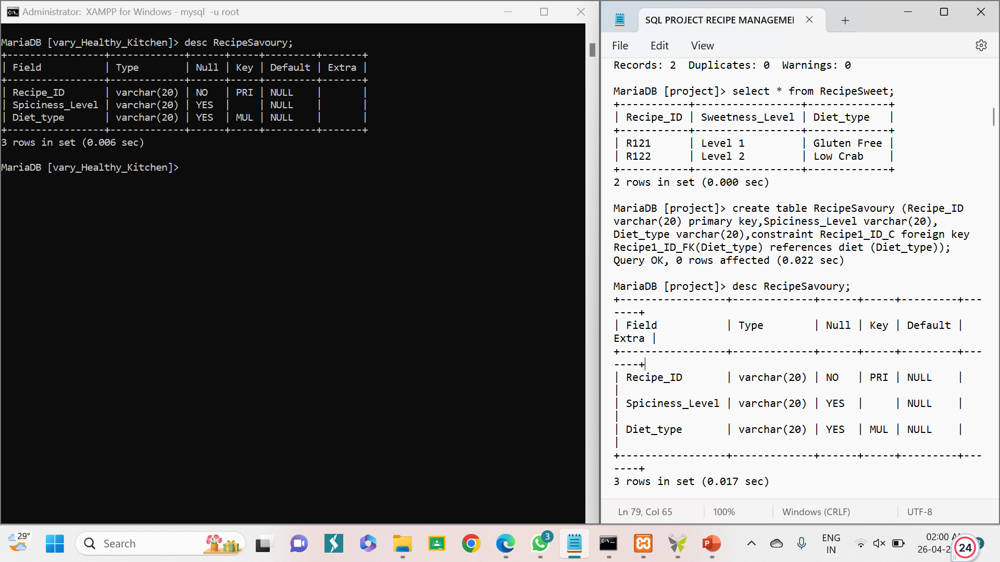 Administrator:  XAMPP for Windows - mysql  -u root
MariaDB [vary_Healthy_Kitchen]> desc RecipeSavoury;
+-----------------+-------------+------+-----+---------+-------+
| Field           | Type        | Null | Key | Default | Extra |
+-----------------+-------------+------+-----+---------+-------+
| Recipe_ID       | varchar(20) | NO   | PRI | NULL    |       |
| Spiciness_Level | varchar(20) | YES  |     | NULL    |       |
| Diet_type       | varchar(20) | YES  | MUL | NULL    |       |
+-----------------+-------------+------+-----+---------+-------+
3 rows in set (0.006 sec)
MariaDB [vary_Healthy_Kitchen]>
SQL PROJECT RECIPE MANAGEME
File Edit View
Records: 2  Duplicates: 0  Warnings: 0
MariaDB [project]> select * from RecipeSweet;
+-----------+-----------------+-------------+
| Recipe_ID | Sweetness_Level | Diet_type   |
+-----------+-----------------+-------------+
| R121      | Level 1         | Gluten Free |
| R122      | Level 2         | Low Crab    |
+-----------+-----------------+-------------+
2 rows in set (0.000 sec)
MariaDB [project]> create table RecipeSavoury (Recipe_ID
varchar(20) primary key,Spiciness_Level varchar(20),
Diet_type varchar(20),constraint Recipe1_ID_C foreign key
Recipe1_ID_FK(Diet_type) references diet (Diet_type));
Query OK, 0 rows affected (0.022 sec)
MariaDB [project]> desc RecipeSavoury;
+-----------------+-------------+------+-----+---------+---
----+
| Field           | Type        | Null | Key | Default |
Extra |
+-----------------+-------------+------+-----+---------+---
----+
| Recipe_ID       | varchar(20) | NO   | PRI | NULL    |
|
| Spiciness_Level | varchar(20) | YES  |     | NULL    |
|
| Diet_type       | varchar(20) | YES  | MUL | NULL    |
|
+-----------------+-------------+------+-----+---------+---
----+
3 rows in set (0.017 sec)
Ln 79, Col 65 100% Windows (CRLF) UTF-8
29°
Search
3
ENG
IN
02:00
26-04-2
24